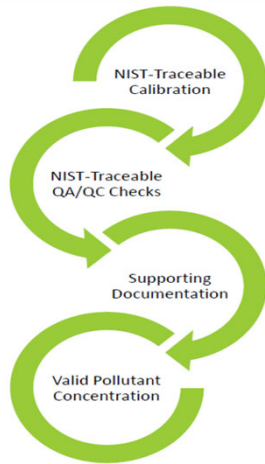 NIST-Traceable
Calibration
NIST-Traceable
QA/QC Checks
Supporting
Documentation
Valid Pollutant
Concentration